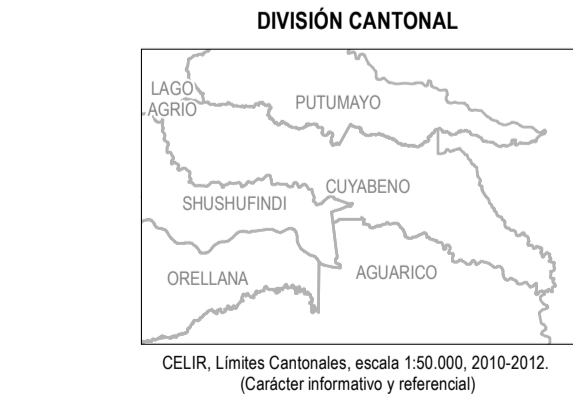 DIVISIÓN CANTONAL
LAGO
AGRIO
PUTUMAYO
CUYABENO
SHUSHUFINDI
ORELLANA
AGUARICO
CELIR, Límites Cantonales, escala 1:50.000, 2010-2012.
(Carácter informativo y referencial)